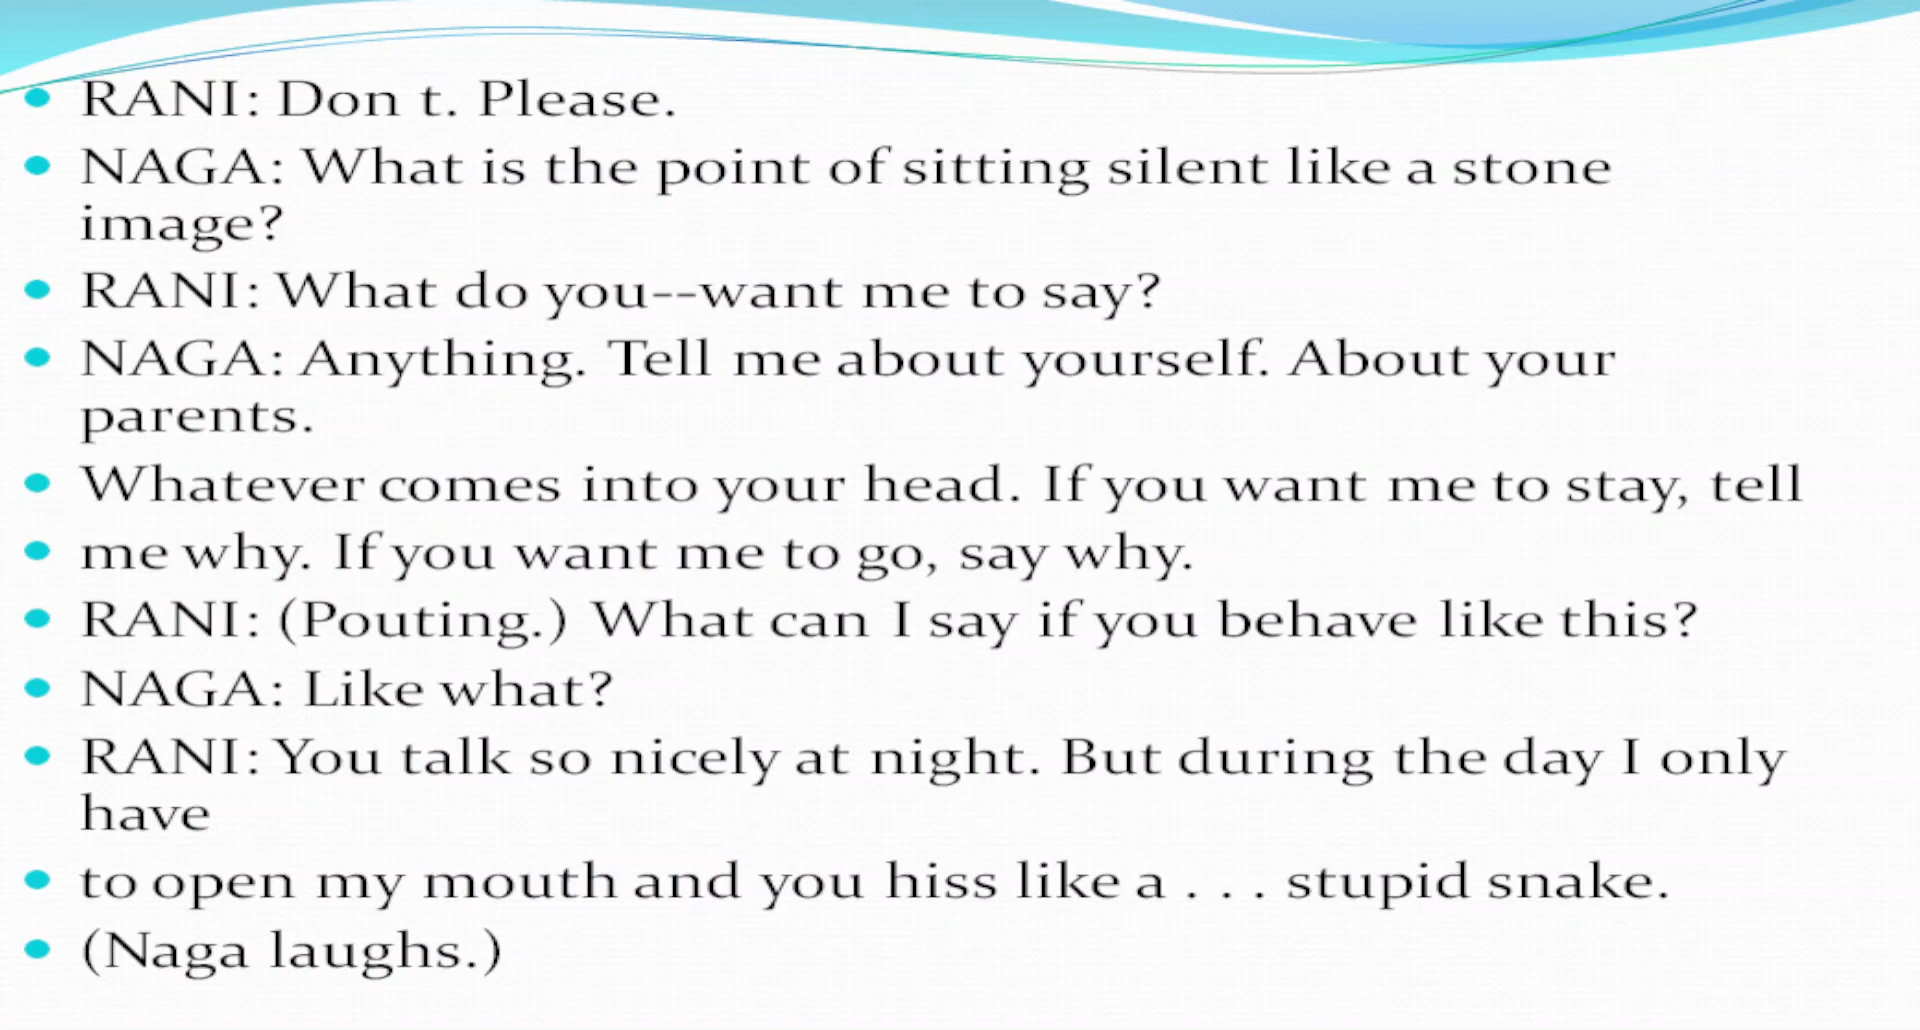 RANI: Don t. Please.
NAGA: What is the point of sitting silent like a stone
image?
RANI: What do you--want me to say?
NAGA: Anything. Tell me about yourself. About your
parents.
Whatever comes into your head. If you want me to stay, tell
me why. If you want me to go, say why.
RANI: (Pouting.) What can I say if you behave like this?
NAGA: Like what?
RANI: You talk so nicely at night. But during the day I only
have
to open my mouth and you hiss like a . . . stupid snake.
(Naga laughs.)